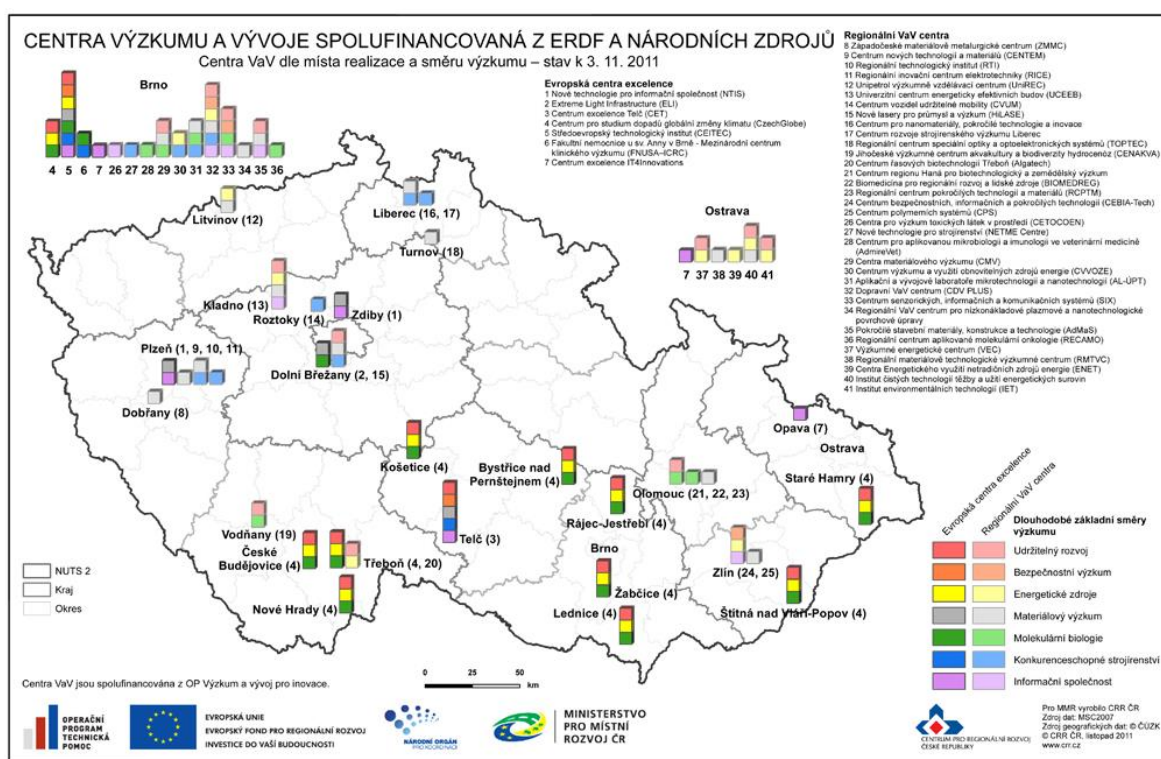 CENTRA VÝZKUMU A VÝVOJE SPOLUFINANCOVANÁ Z ERDF A NÁRODNÍCH ZDROJŮ
Centra VaV dle místa realizace a směru výzkumu – stav k 3. 11. 2011
Brno
4 5 6 7 26 27 28 29 30 31 32 33 34 35 36
Evropská centra excelence
1 Nové technologie pro informační společnost (NTIS)
2 Extreme Light Infrastructure (ELI)
3 Centrum excelence Telč (CET)
4 Centrum pro studium dopadů globální změny klimatu (CzechGlobe)
5 Středoevropský technologický institut (CEITEC)
6 Fakultní nemocnice u sv. Anny v Brně - Mezinárodní centrum
klinického výzkumu (FNUSA–ICRC)
7 Centrum excelence IT4Innovations
Regionální VaV centra
8 Západočeské materiálově metalurgické centrum (ZMMC)
9 Centrum nových technologií a materiálů (CENTEM)
10 Regionální technologický institut (RTI)
11 Regionální inovační centrum elektrotechniky (RICE)
12 Unipetrol výzkumně vzdělávací centrum (UniREC)
13 Univerzitní centrum energeticky efektivních budov (UCEEB)
14 Centrum vozidel udržitelné mobility (CVUM)
15 Nové lasery pro průmysl a výzkum (HiLASE)
16 Centrum pro nanomateriály, pokročilé technologie a inovace
17 Centrum rozvoje strojírenského výzkumu Liberec
18 Regionální centrum speciální optiky a optoelektronických systémů (TOPTEC)
19 Jihočeské výzkumné centrum akvakultury a biodiverzity hydrocenóz (CENAKVA)
20 Centrum řasových biotechnologií Třeboň (Algatech)
21 Centrum regionu Haná pro biotechnologický a zemědělský výzkum
22 Biomedicína pro regionální rozvoj a lidské zdroje (BIOMEDREG)
23 Regionální centrum pokročilých technologií a materiálů (RCPTM)
24 Centrum bezpečnostních, informačních a pokročilých technologií (CEBIA-Tech)
25 Centrum polymerních systémů (CPS)
26 Centra pro výzkum toxických látek v prostředí (CETOCOEN)
27 Nové technologie pro strojírenství (NETME Centre)
28 Centrum pro aplikovanou mikrobiologii a imunologii ve veterinární medicíně
(AdmireVet)
29 Centra materiálového výzkumu (CMV)
30 Centrum výzkumu a využití obnovitelných zdrojů energie (CVVOZE)
31 Aplikační a vývojové laboratoře mikrotechnologií a nanotechnologií (AL-ÚPT)
32 Dopravní VaV centrum (CDV PLUS)
33 Centrum senzorických, informačních a komunikačních systémů (SIX)
34 Regionální VaV centrum pro nízkonákladové plazmové a nanotechnologické
povrchové úpravy
35 Pokročilé stavební materiály, konstrukce a technologie (AdMaS)
36 Regionální centrum aplikované molekulární onkologie (RECAMO)
37 Výzkumné energetické centrum (VEC)
38 Regionální materiálově technologické výzkumné centrum (RMTVC)
39 Centra Energetického využití netradičních zdrojů energie (ENET)
40 Institut čistých technologií těžby a užití energetických surovin
41 Institut environmentálních technologií (IET)
Ostrava
7 37 38 39 40 41
Litvínov (12)
Liberec (16, 17)
Turnov (18)
Kladno (13)
Roztoky (14)
Zdiby (1)
Plzeň (1, 9, 10, 11)
Dolní Břežany (2, 15)
Dobřany (8)
Opava (7)
Ostrava
Košetice (4)
Bystřice nad
Pernštejnem (4)
Olomouc (21, 22, 23)
Staré Hamry (4)
Rájec-Jestřebí (4)
Vodňany (19)
Telč (3)
České
Budějovice (4)
Třeboň (4, 20)
Brno
Zlín (24, 25)
Žabčice (4)
Nové Hrady (4)
Lednice (4)
Štítná nad Vláří-Popov (4)
NUTS 2
Kraj
Okres
Evropská centra excelence
Regionální VaV centra
Dlouhodobé základní směry
výzkumu
Udržitelný rozvoj
Bezpečnostní výzkum
Energetické zdroje
Materiálový výzkum
Molekulární biologie
Konkurenceschopné strojírenství
Informační společnost
Centra VaV jsou spolufinancována z OP Výzkum a vývoj pro inovace.
0 25 50
km
OPERAČNÍ
PROGRAM
TECHNICKÁ
POMOC
EVROPSKÁ UNIE
EVROPSKÝ FOND PRO REGIONÁLNÍ ROZVOJ
INVESTICE DO VAŠÍ BUDOUCNOSTI
NÁRODNÍ ORGÁN
PRO KOORDINACI
MINISTERSTVO
PRO MÍSTNÍ
ROZVOJ ČR
CENTRUM PRO REGIONÁLNÍ ROZVOJ
ČESKÉ REPUBLIKY
Pro MMR vyrobilo CRR ČR
Zdroj dat: MSC2007
Zdroj geografických dat: © ČÚZK
© CRR ČR, listopad 2011
www.crr.cz